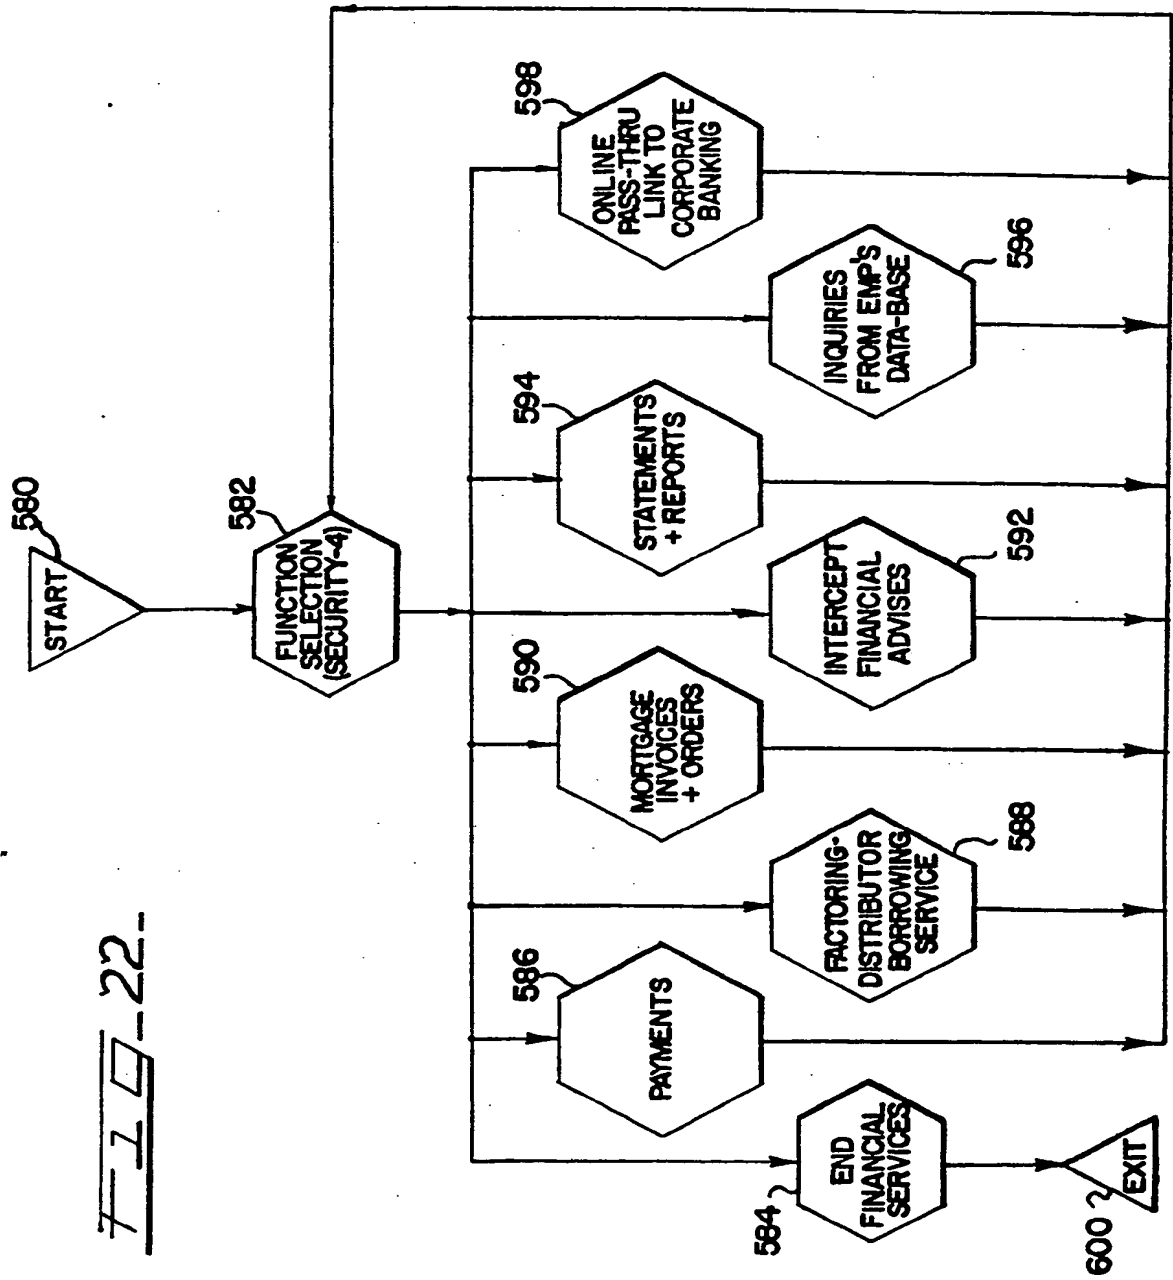 FIG_22_
START
580
FUNCTION
SELECTION
(SECURITY-4)
582
END
FINANCIAL
SERVICES
584
PAYMENTS
586
FACTORING-
DISTRIBUTOR
BORROWING
SERVICE
588
MORTGAGE
INVOICES
+ ORDERS
590
INTERCEPT
FINANCIAL
ADVISES
592
STATEMENTS
+ REPORTS
594
INQUIRIES
FROM EMP'S
DATA-BASE
596
ONLINE
PASS-THRU
LINK TO
CORPORATE
BANKING
598
EXIT
600